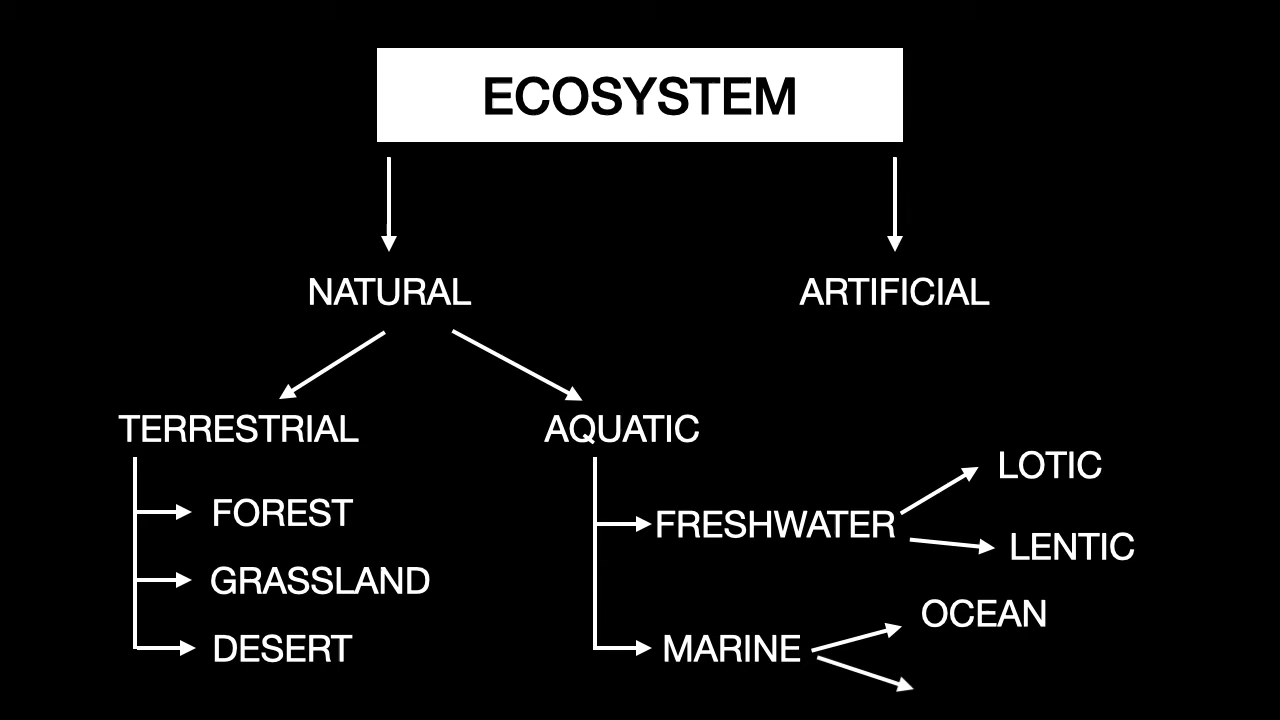 ECOSYSTEM
NATURAL
ARTIFICIAL
TERRESTRIAL
AQUATIC
FOREST
GRASSLAND
DESERT
FRESHWATER
LOTIC
LENTIC
MARINE
OCEAN